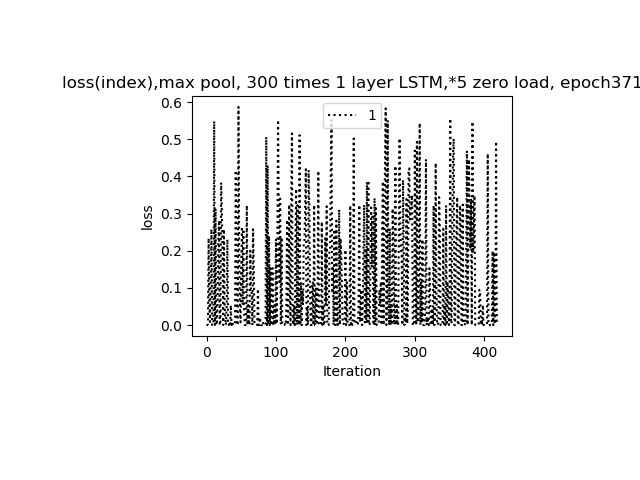 loss(index),max pool, 300 times 1 layer LSTM,*5 zero load, epoch371
1
0.6
0.5
0.4
0.3
0.2
0.1
0.0
loss
0 100 200 300 400
Iteration